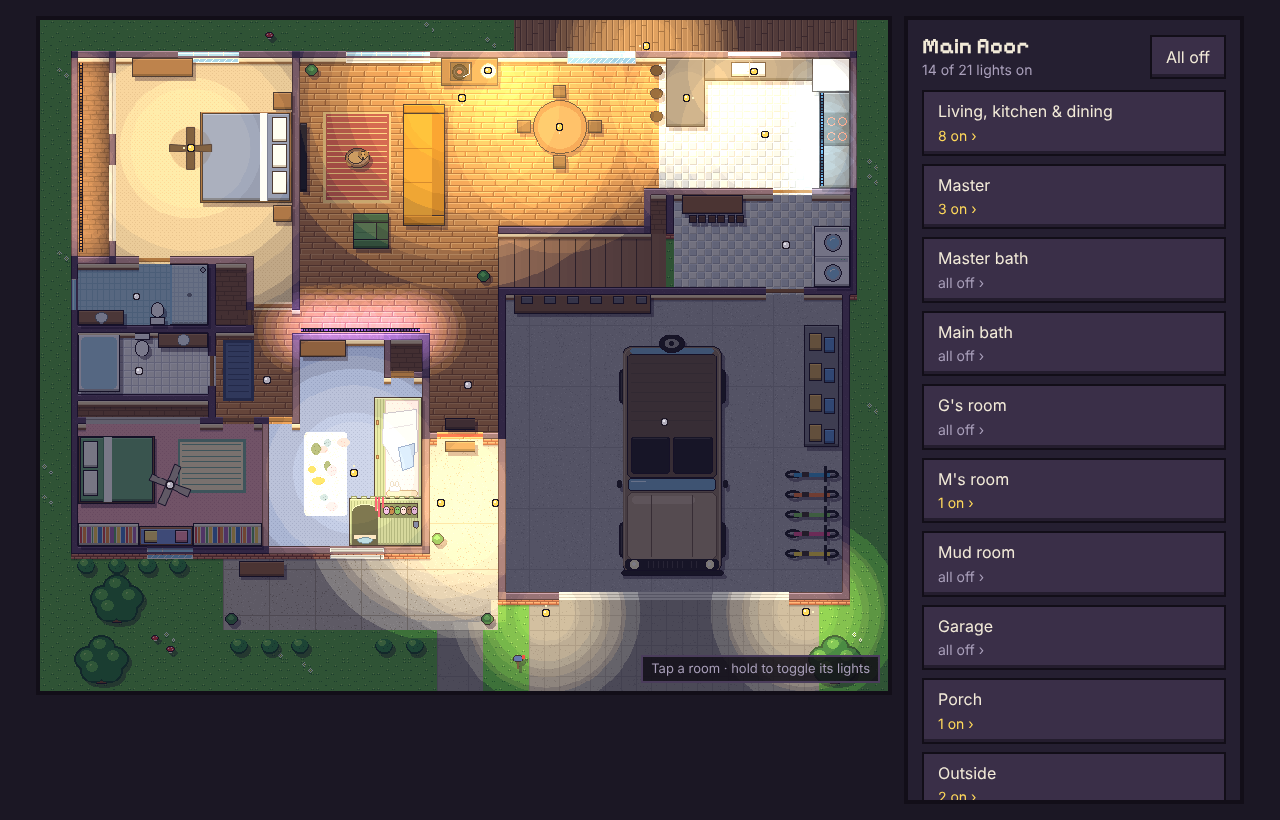 Main floor
14 of 21 lights on
All off
Living, kitchen & dining
8 on ›
Master
3 on ›
Master bath
all off ›
Main bath
all off ›
G's room
all off ›
M's room
1 on ›
Mud room
all off ›
Garage
all off ›
Porch
1 on ›
Outside
2 on ›
Tap a room · hold to toggle its lights